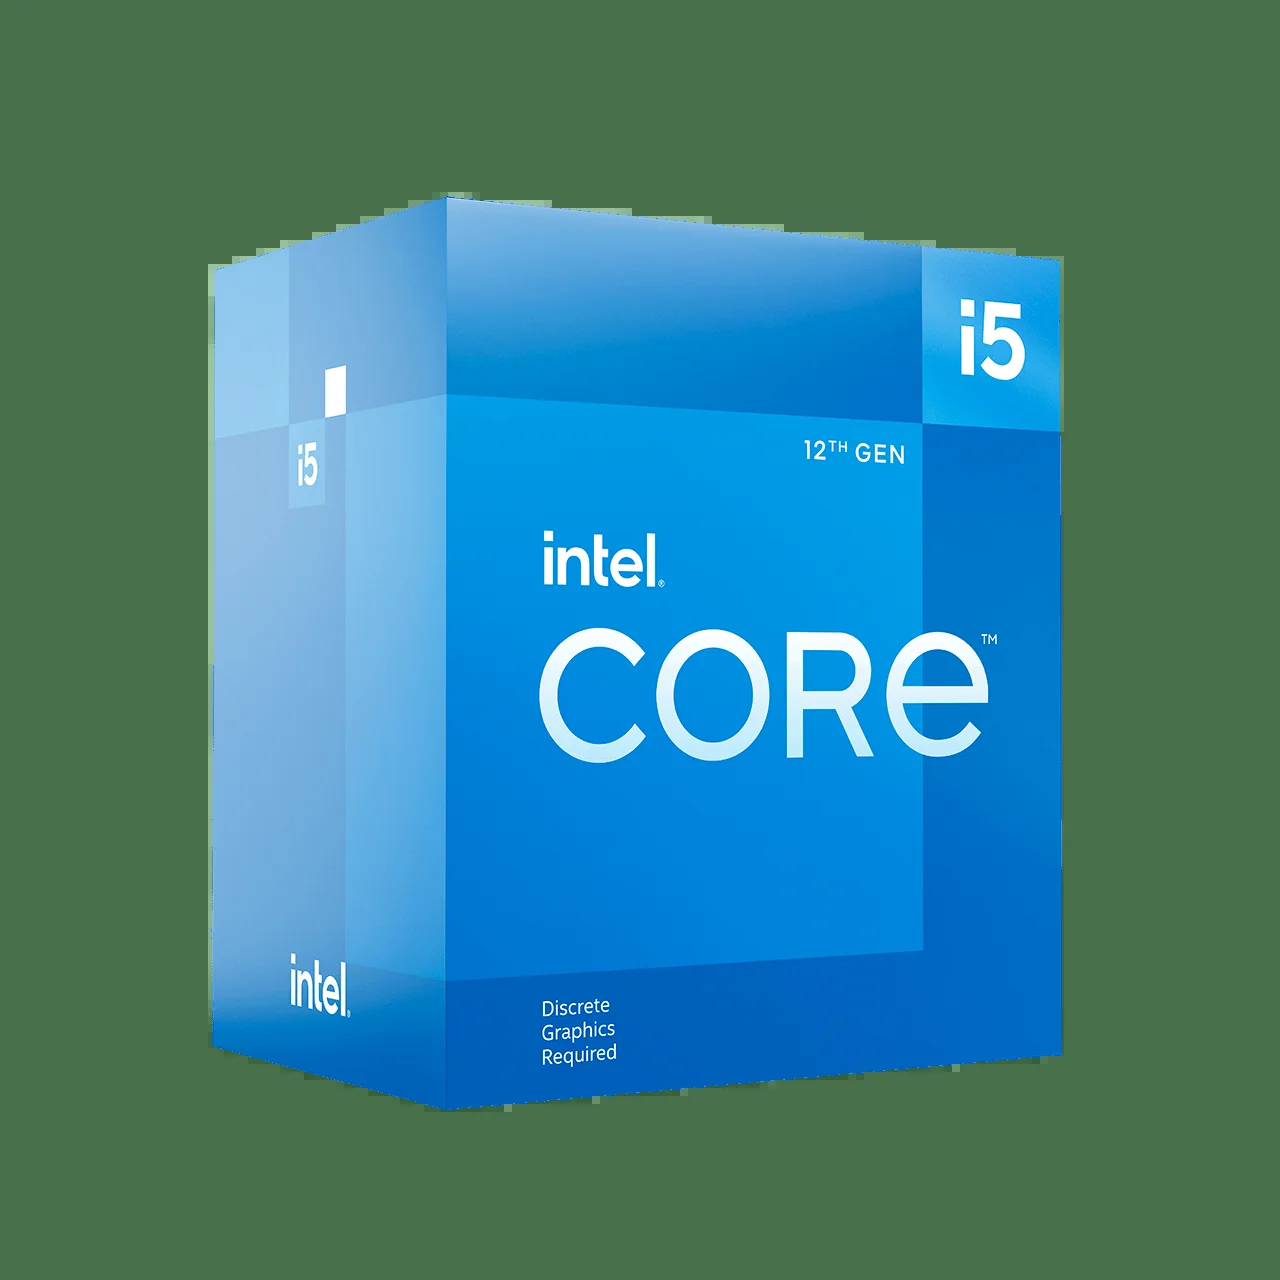 i5
12TH GEN
intel®
CORe™
Discrete
Graphics
Required
i5
intel®